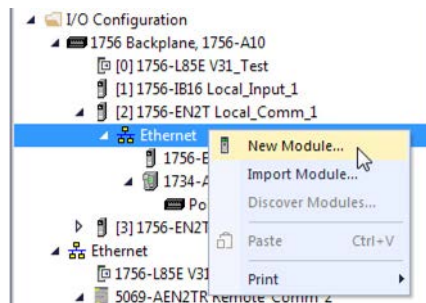 I/O Configuration
1756 Backplane, 1756-A10
[0] 1756-L85E V31_Test
[1] 1756-IB16 Local_Input_1
[2] 1756-EN2T Local_Comm_1
Ethernet
New Module...
1756-E
Import Module...
1734-A
Po
Discover Modules...
[3] 1756-EN2T
Paste Ctrl+V
Ethernet
1756-L85E V31
Print
5069-AEN2TR Remote_Comm_2